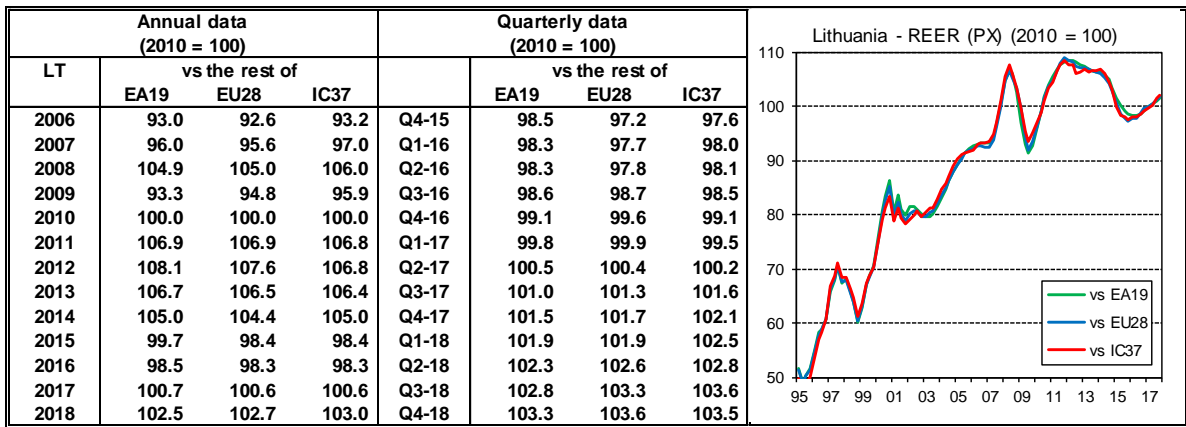 Annual data
(2010 = 100)
Quarterly data
(2010 = 100)
LT vs the rest of vs the rest of
EA19 EU28 IC37 EA19 EU28 IC37
2006 93.0 92.6 93.2 Q4-15 98.5 97.2 97.6
2007 96.0 95.6 97.0 Q1-16 98.3 97.7 98.0
2008 104.9 105.0 106.0 Q2-16 98.3 97.8 98.1
2009 93.3 94.8 95.9 Q3-16 98.6 98.7 98.5
2010 100.0 100.0 100.0 Q4-16 99.1 99.6 99.1
2011 106.9 106.9 106.8 Q1-17 99.8 99.9 99.5
2012 108.1 107.6 106.8 Q2-17 100.5 100.4 100.2
2013 106.7 106.5 106.4 Q3-17 101.0 101.3 101.6
2014 105.0 104.4 105.0 Q4-17 101.5 101.7 102.1
2015 99.7 98.4 98.4 Q1-18 101.9 101.9 102.5
2016 98.5 98.3 98.3 Q2-18 102.3 102.6 102.8
2017 100.7 100.6 100.6 Q3-18 102.8 103.3 103.6
2018 102.5 102.7 103.0 Q4-18 103.3 103.6 103.5
Lithuania - REER (PX) (2010 = 100)
110
100
90
80
70
60
50
vs EA19
vs EU28
vs IC37
95 97 99 01 03 05 07 09 11 13 15 17